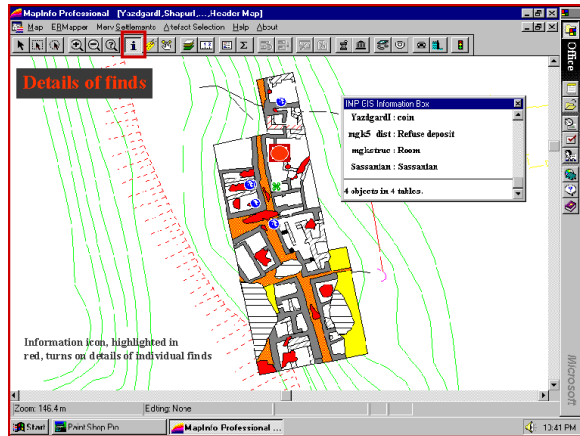 MapInfo Professional - [Yazdgardl,Shapurl,...,Header Map]
Map ERMapper Merv Settlements Artefact Selection Help About
Office
Details of finds
IMP GIS Information Box
Yazdgardl : coin
mgk5_dist : Refuse deposit
mgkstruc : Room
Sassanian : Sassanian
4 objects in 4 tables.
Information icon, highlighted in
red, turns on details of individual finds
Microsoft
Zoom: 146.4 m Editing: None
Start Paint Shop Pro MapInfo Professional ... 10:41 PM